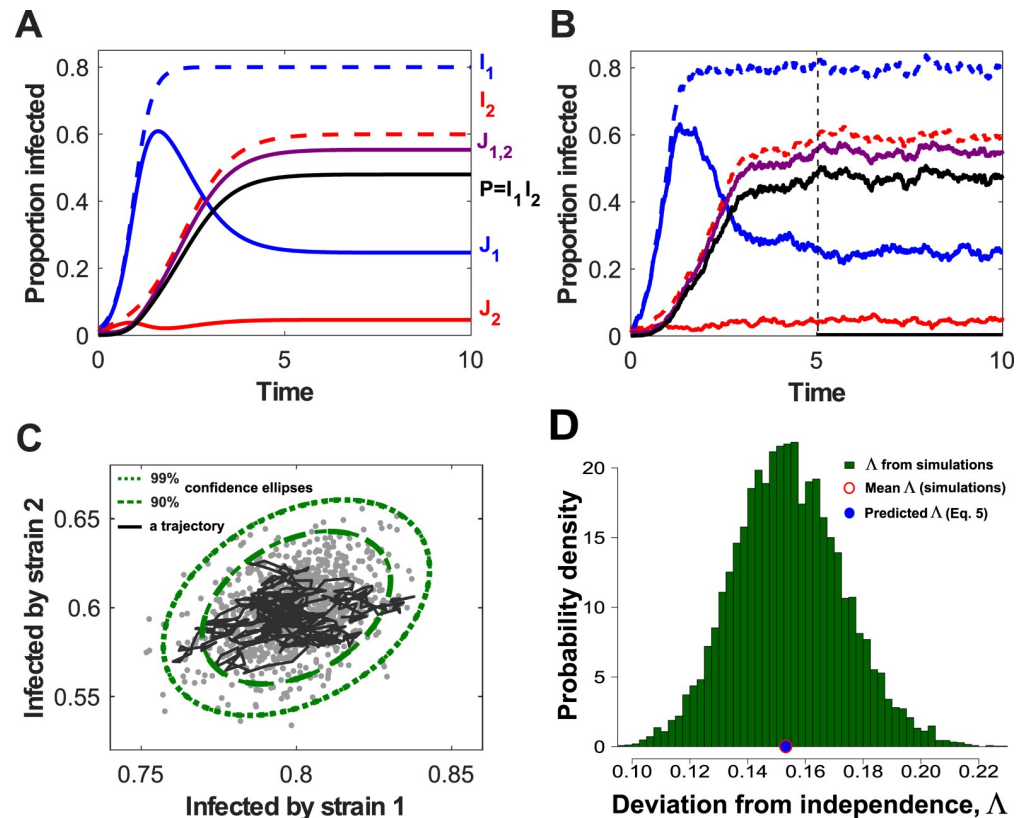 A
Proportion infected
0.8
0.6
0.4
0.2
0
0
5
10
Time
I1
I2
J1,2
P=I1I2
J1
J2
B
Proportion infected
0.8
0.6
0.4
0.2
0
0
5
10
Time
C
Infected by strain 2
0.65
0.6
0.55
0.75
0.8
0.85
Infected by strain 1
99%
confidence ellipses
90%
a trajectory
D
Probability density
20
15
10
5
0
0.10
0.12
0.14
0.16
0.18
0.20
0.22
Deviation from independence, Λ
Λ from simulations
Mean Λ (simulations)
Predicted Λ (Eq. 5)